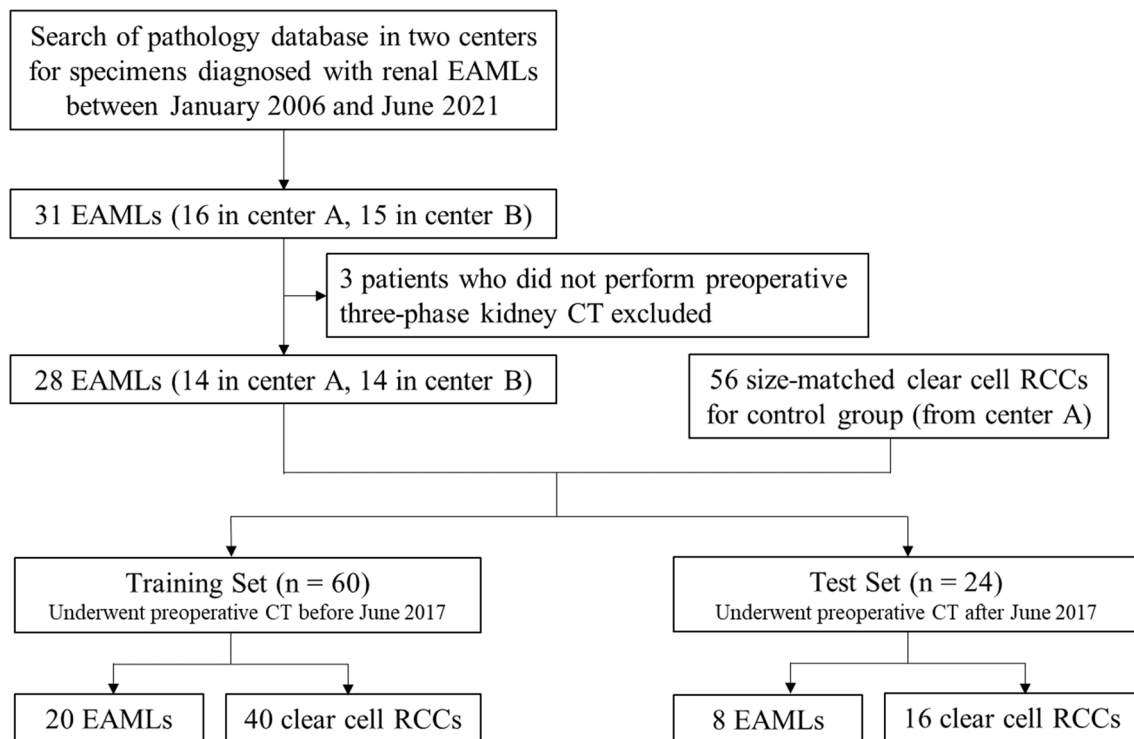 Search of pathology database in two centers
for specimens diagnosed with renal EAMLs
between January 2006 and June 2021
31 EAMLs (16 in center A, 15 in center B)
3 patients who did not perform preoperative
three-phase kidney CT excluded
28 EAMLs (14 in center A, 14 in center B)
56 size-matched clear cell RCCs
for control group (from center A)
Training Set (n = 60)
Underwent preoperative CT before June 2017
Test Set (n = 24)
Underwent preoperative CT after June 2017
20 EAMLs
40 clear cell RCCs
8 EAMLs
16 clear cell RCCs